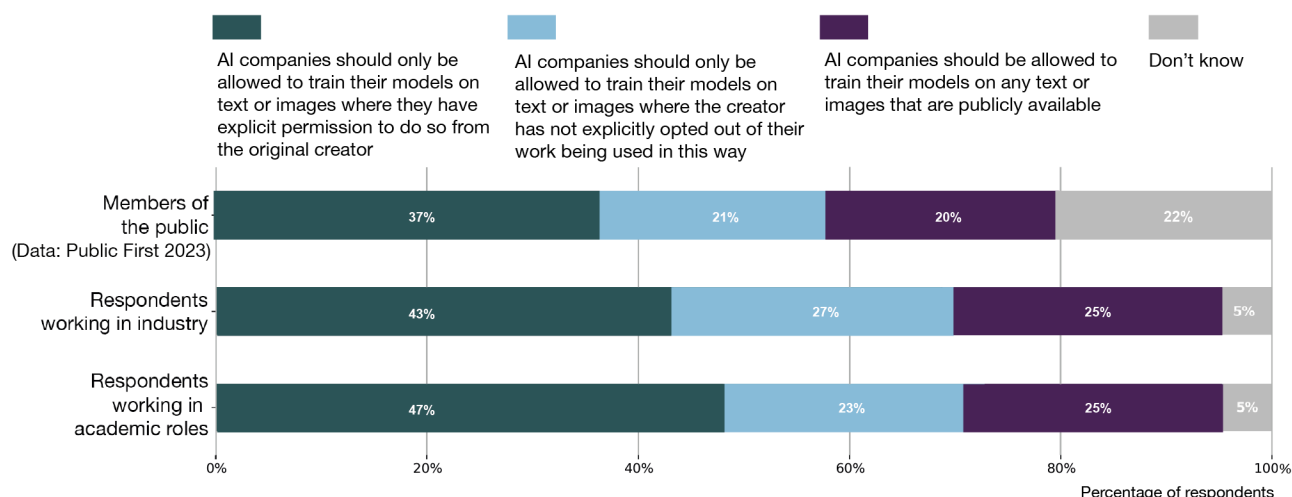 AI companies should only be
allowed to train their models on
text or images where they have
explicit permission to do so from
the original creator
AI companies should only be
allowed to train their models on
text or images where the creator
has not explicitly opted out of their
work being used in this way
AI companies should be allowed to
train their models on any text or
images that are publicly available
Don't know
Members of
the public
(Data: Public First 2023)
37% 21% 20% 22%
Respondents
working in industry
43% 27% 25% 5%
Respondents
working in
academic roles
47% 23% 25% 5%
0% 20% 40% 60% 80% 100%
Percentage of respondents